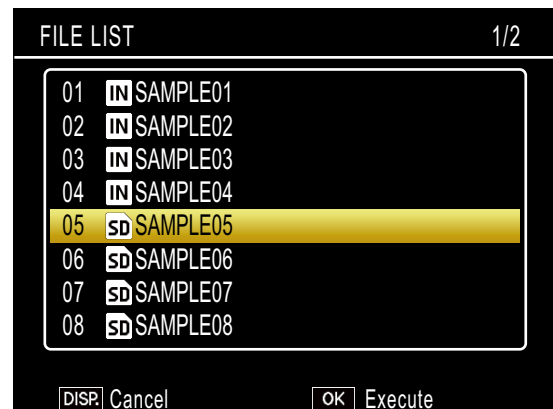 FILE LIST 1/2
01 IN SAMPLE01
02 IN SAMPLE02
03 IN SAMPLE03
04 IN SAMPLE04
05 SD SAMPLE05
06 SD SAMPLE06
07 SD SAMPLE07
08 SD SAMPLE08
DISP. Cancel OK Execute